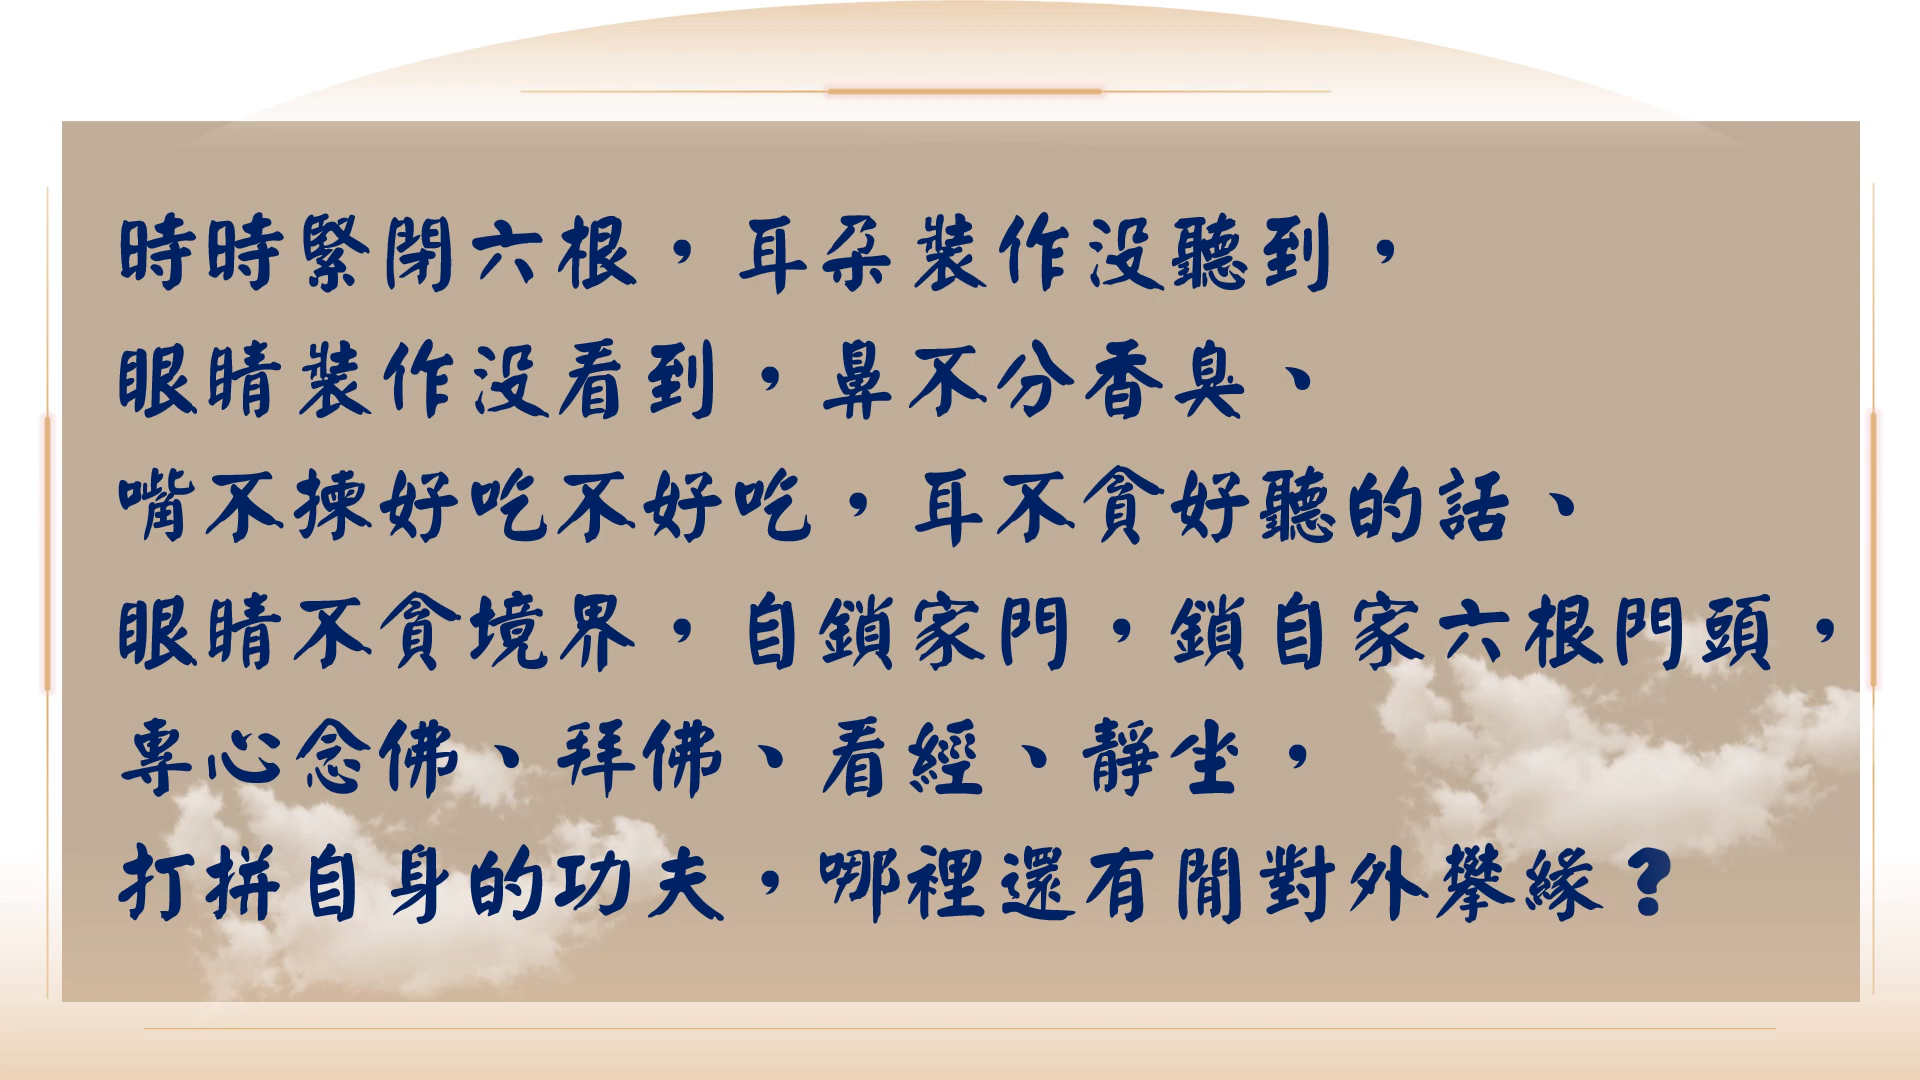 時時緊閉六根，耳朵裝作没聽到，
眼睛裝作没看到，鼻不分香臭、
嘴不揀好吃不好吃，耳不貪好聽的話、
眼睛不貪境界，自鎖家門，鎖自家六根門頭，
專心念佛、拜佛、看經、靜坐，
打拼自身的功夫，哪裡還有閒對外攀緣？